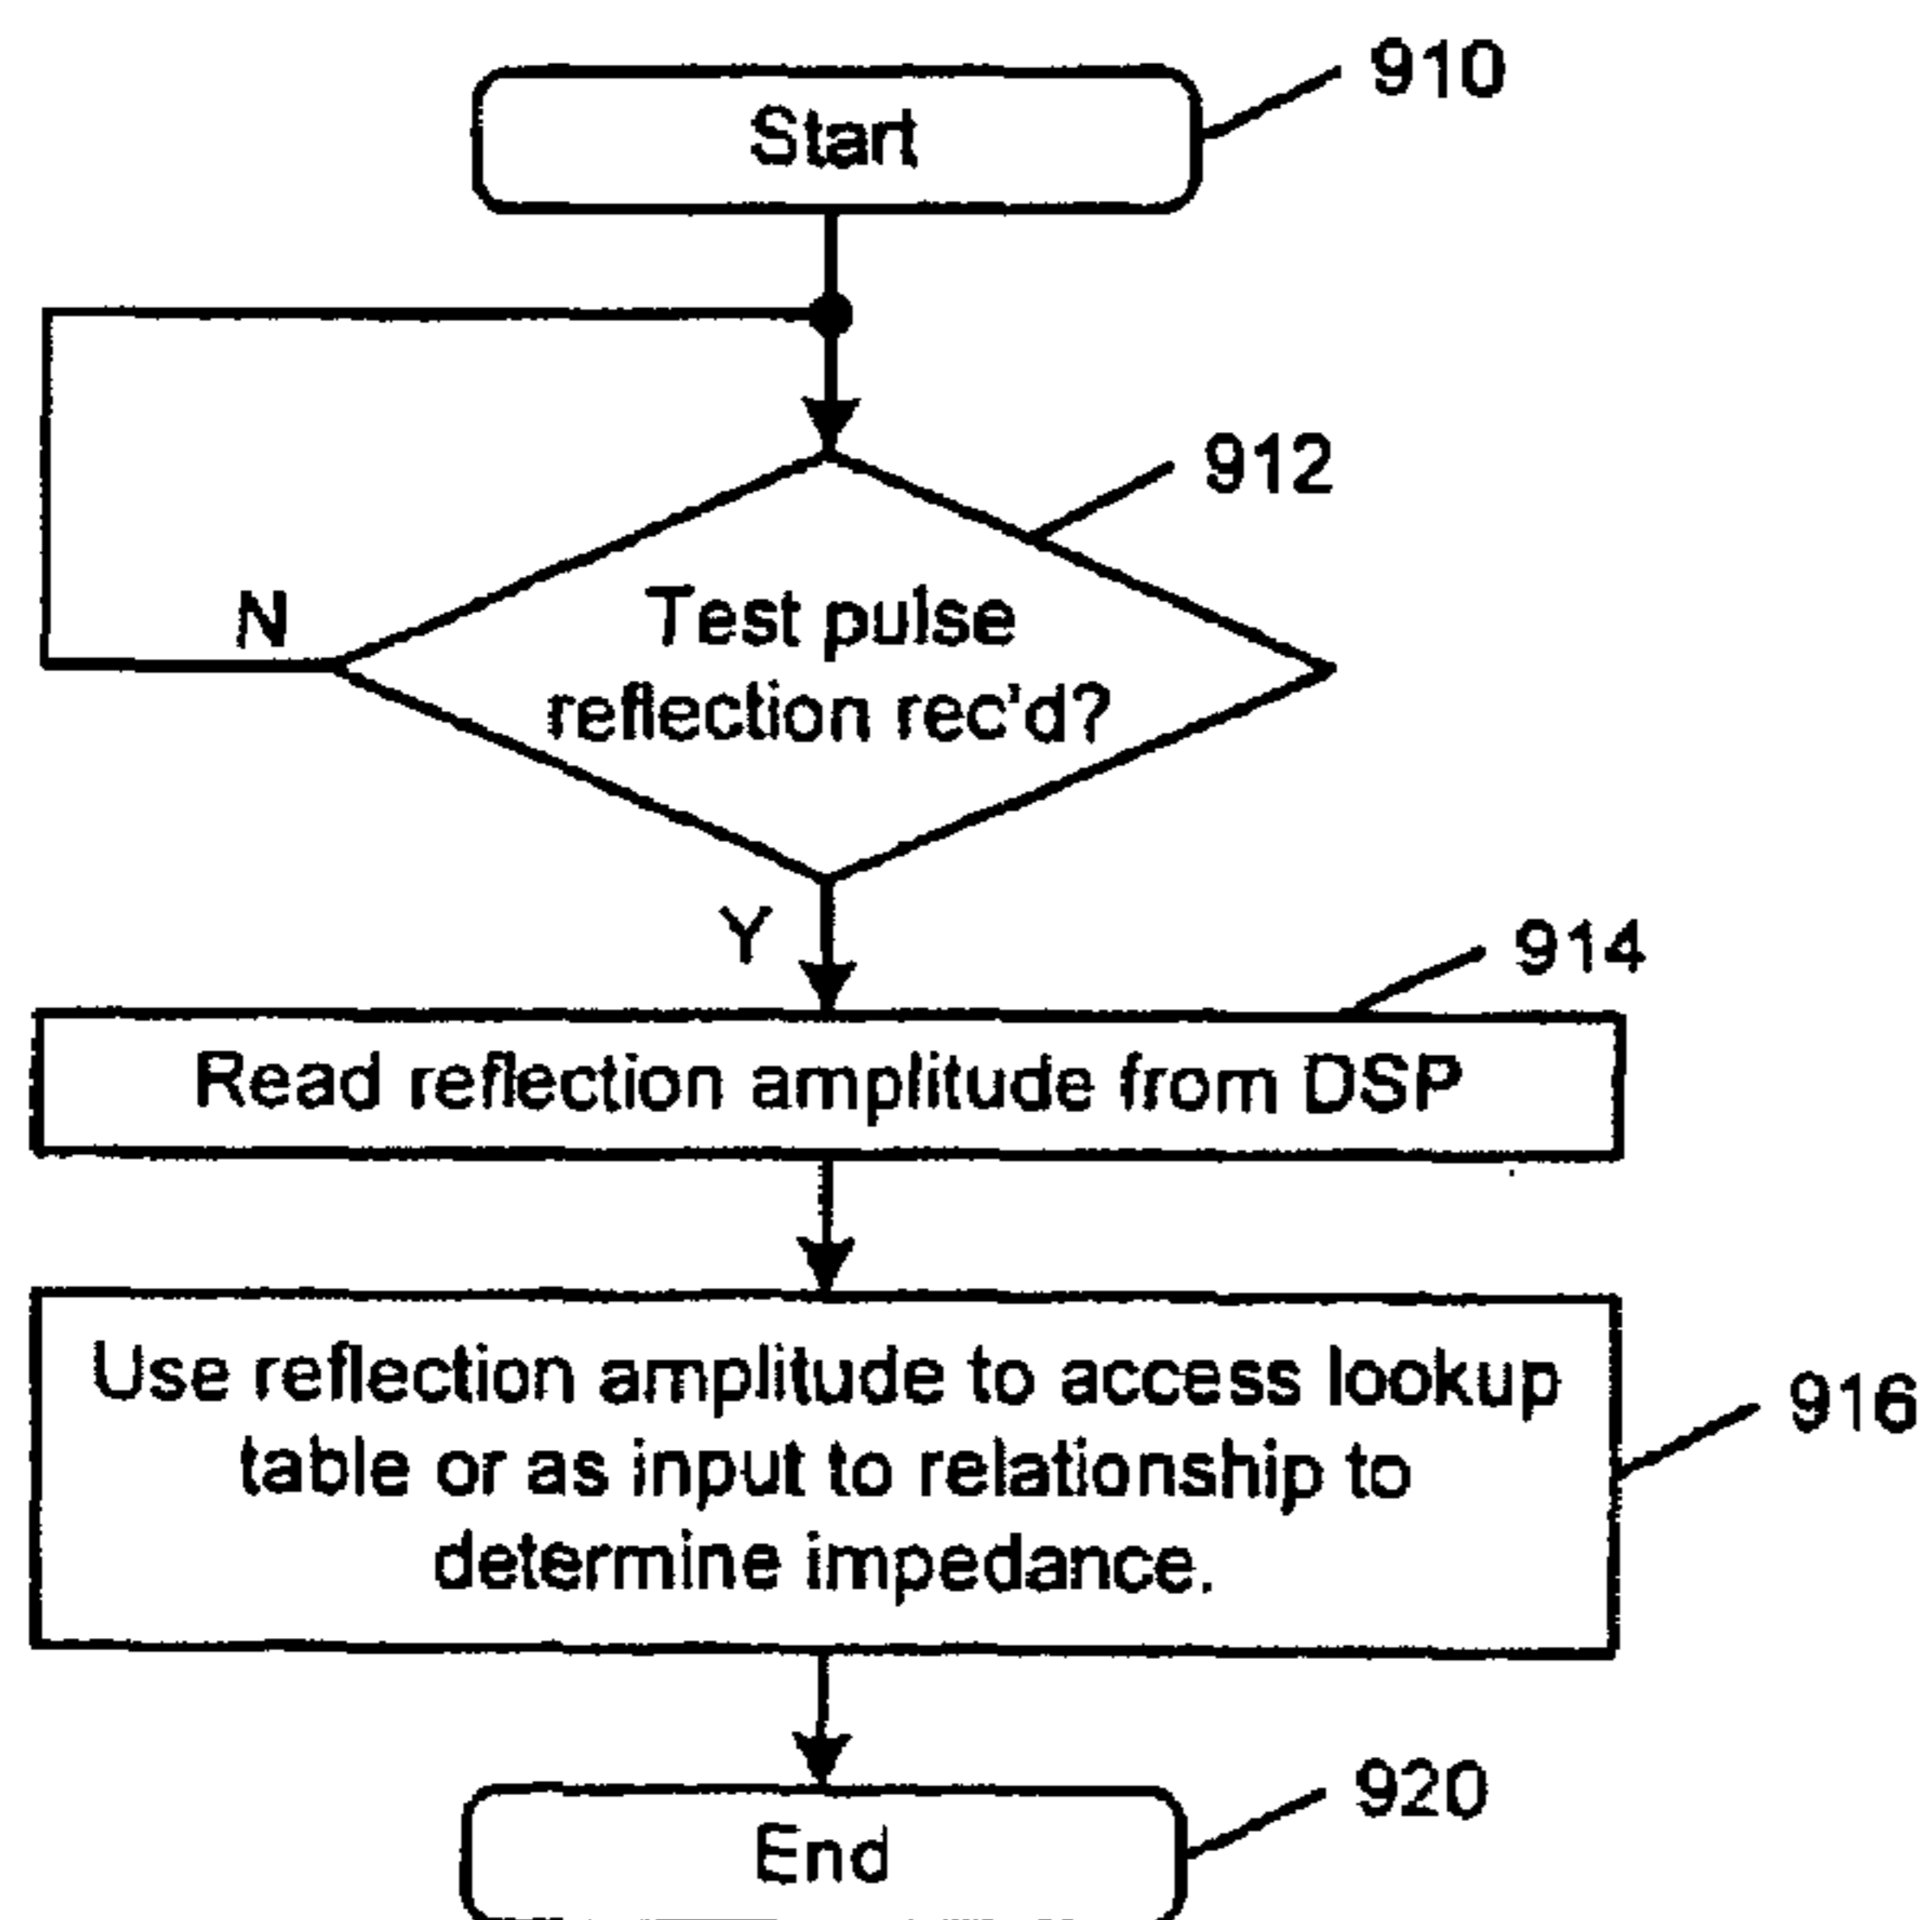 910
Start
912
N
Test pulse
reflection rec'd?
Y
914
Read reflection amplitude from DSP
Use reflection amplitude to access lookup
table or as input to relationship to
determine impedance.
916
920
End